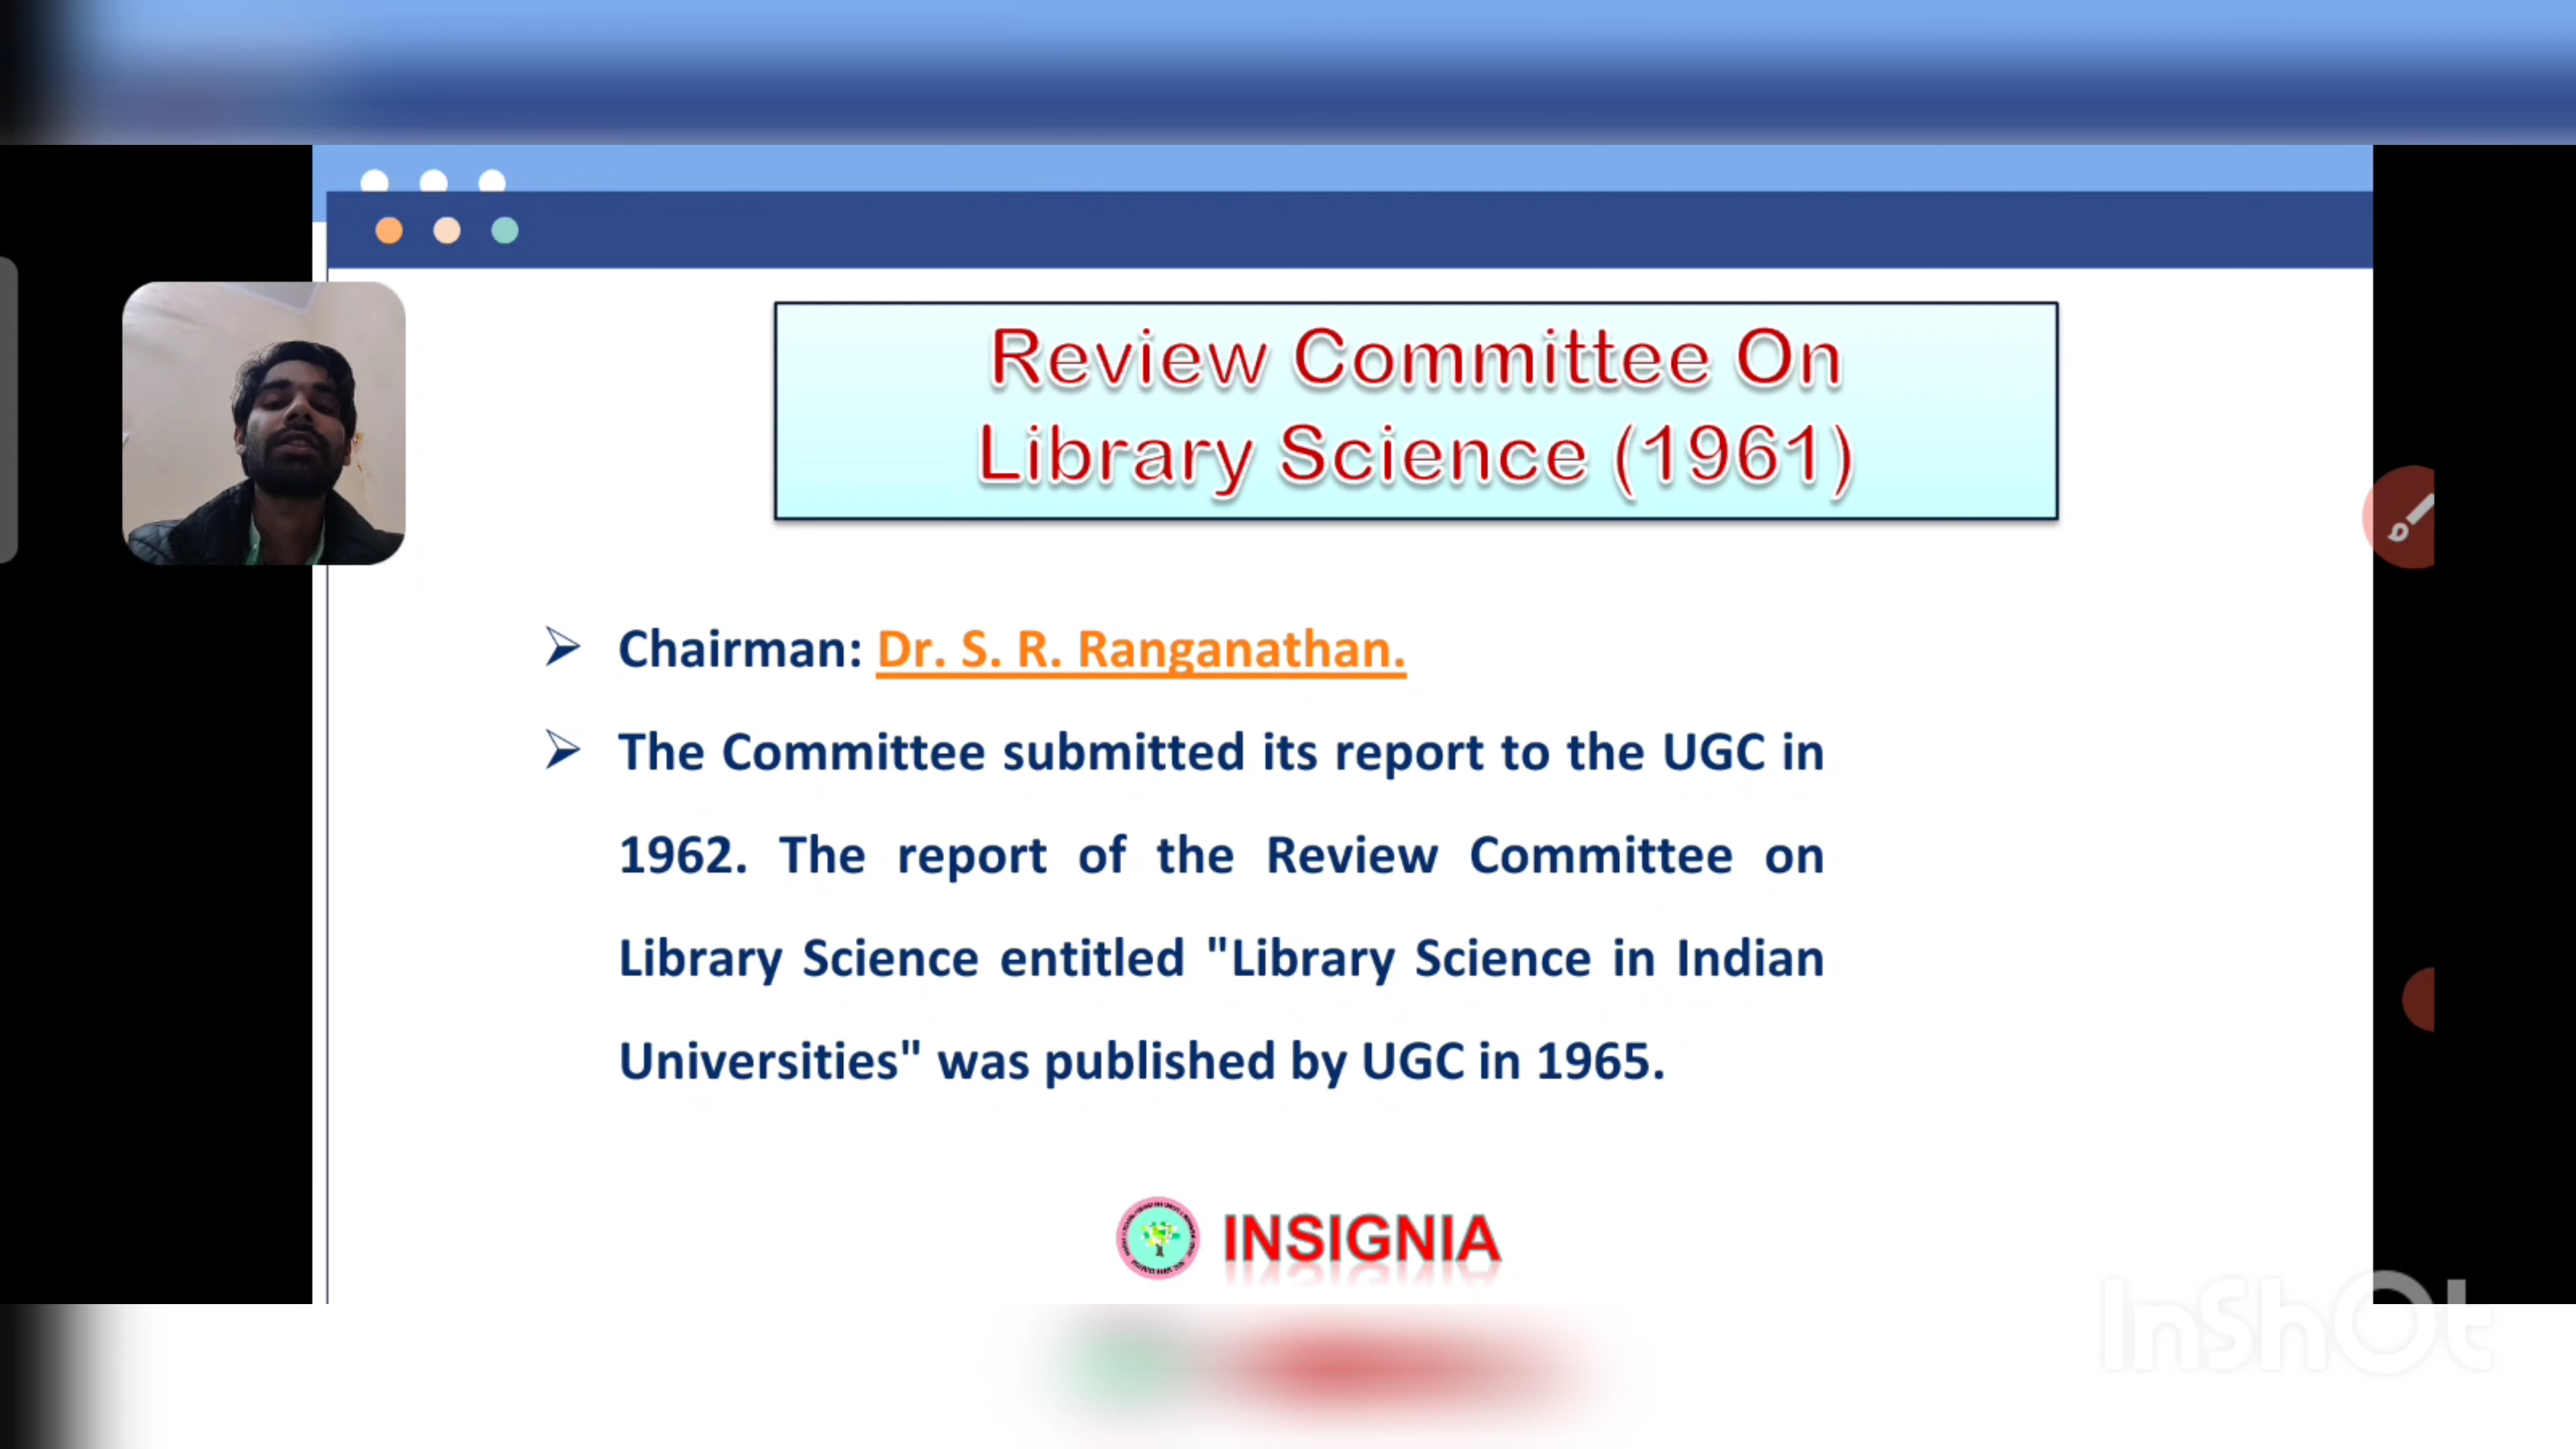 Review Committee On
Library Science (1961)
Chairman: Dr. S. R. Ranganathan.
The Committee submitted its report to the UGC in
1962. The report of the Review Committee on
Library Science entitled "Library Science in Indian
Universities" was published by UGC in 1965.
INSIGNIA
InShOt